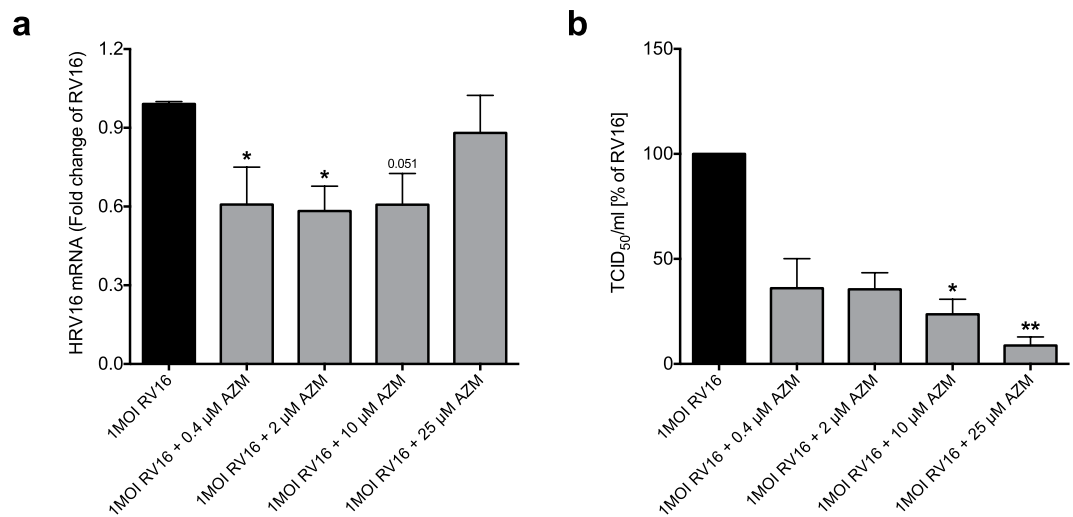 a
HRV16 mRNA (Fold change of RV16)
1.2
0.9
0.6
0.3
0.0
*
*
0.051
1MOI RV16
1MOI RV16 + 0.4 µM AZM
1MOI RV16 + 2 µM AZM
1MOI RV16 + 10 µM AZM
1MOI RV16 + 25 µM AZM
b
TCID50/ml [% of RV16]
150
100
50
0
*
**
1MOI RV16
1MOI RV16 + 0.4 µM AZM
1MOI RV16 + 2 µM AZM
1MOI RV16 + 10 µM AZM
1MOI RV16 + 25 µM AZM